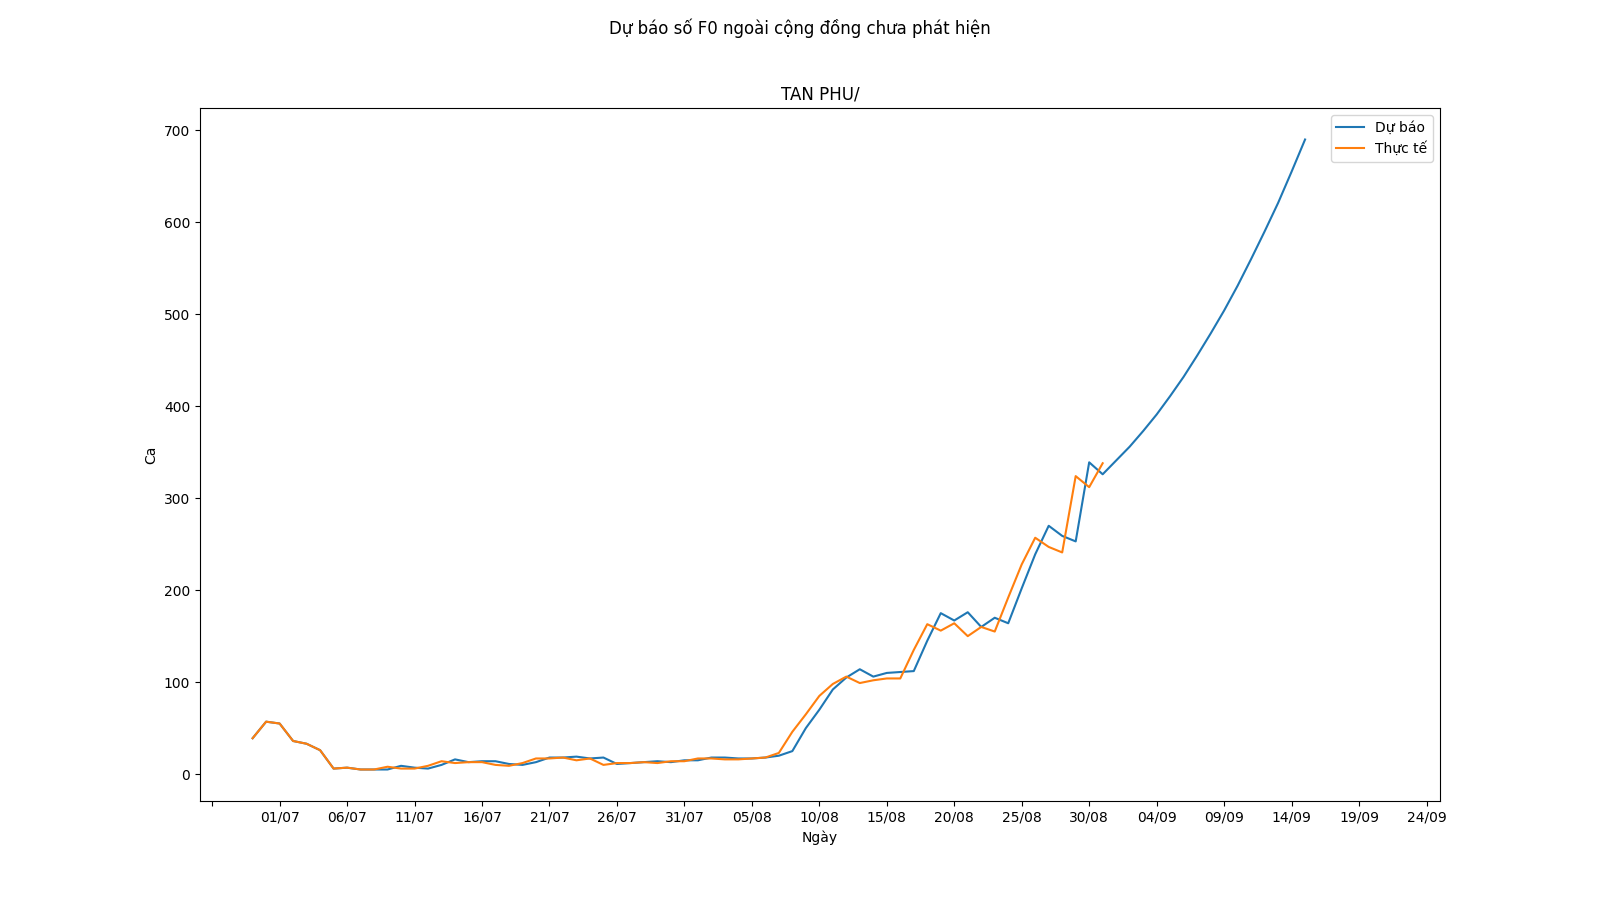 Dự báo số F0 ngoài cộng đồng chưa phát hiện
TAN PHU/
Dự báo
Thực tế
700
600
500
400
300
200
100
0
Ca
01/07 06/07 11/07 16/07 21/07 26/07 31/07 05/08 10/08 15/08 20/08 25/08 30/08 04/09 09/09 14/09 19/09 24/09
Ngày